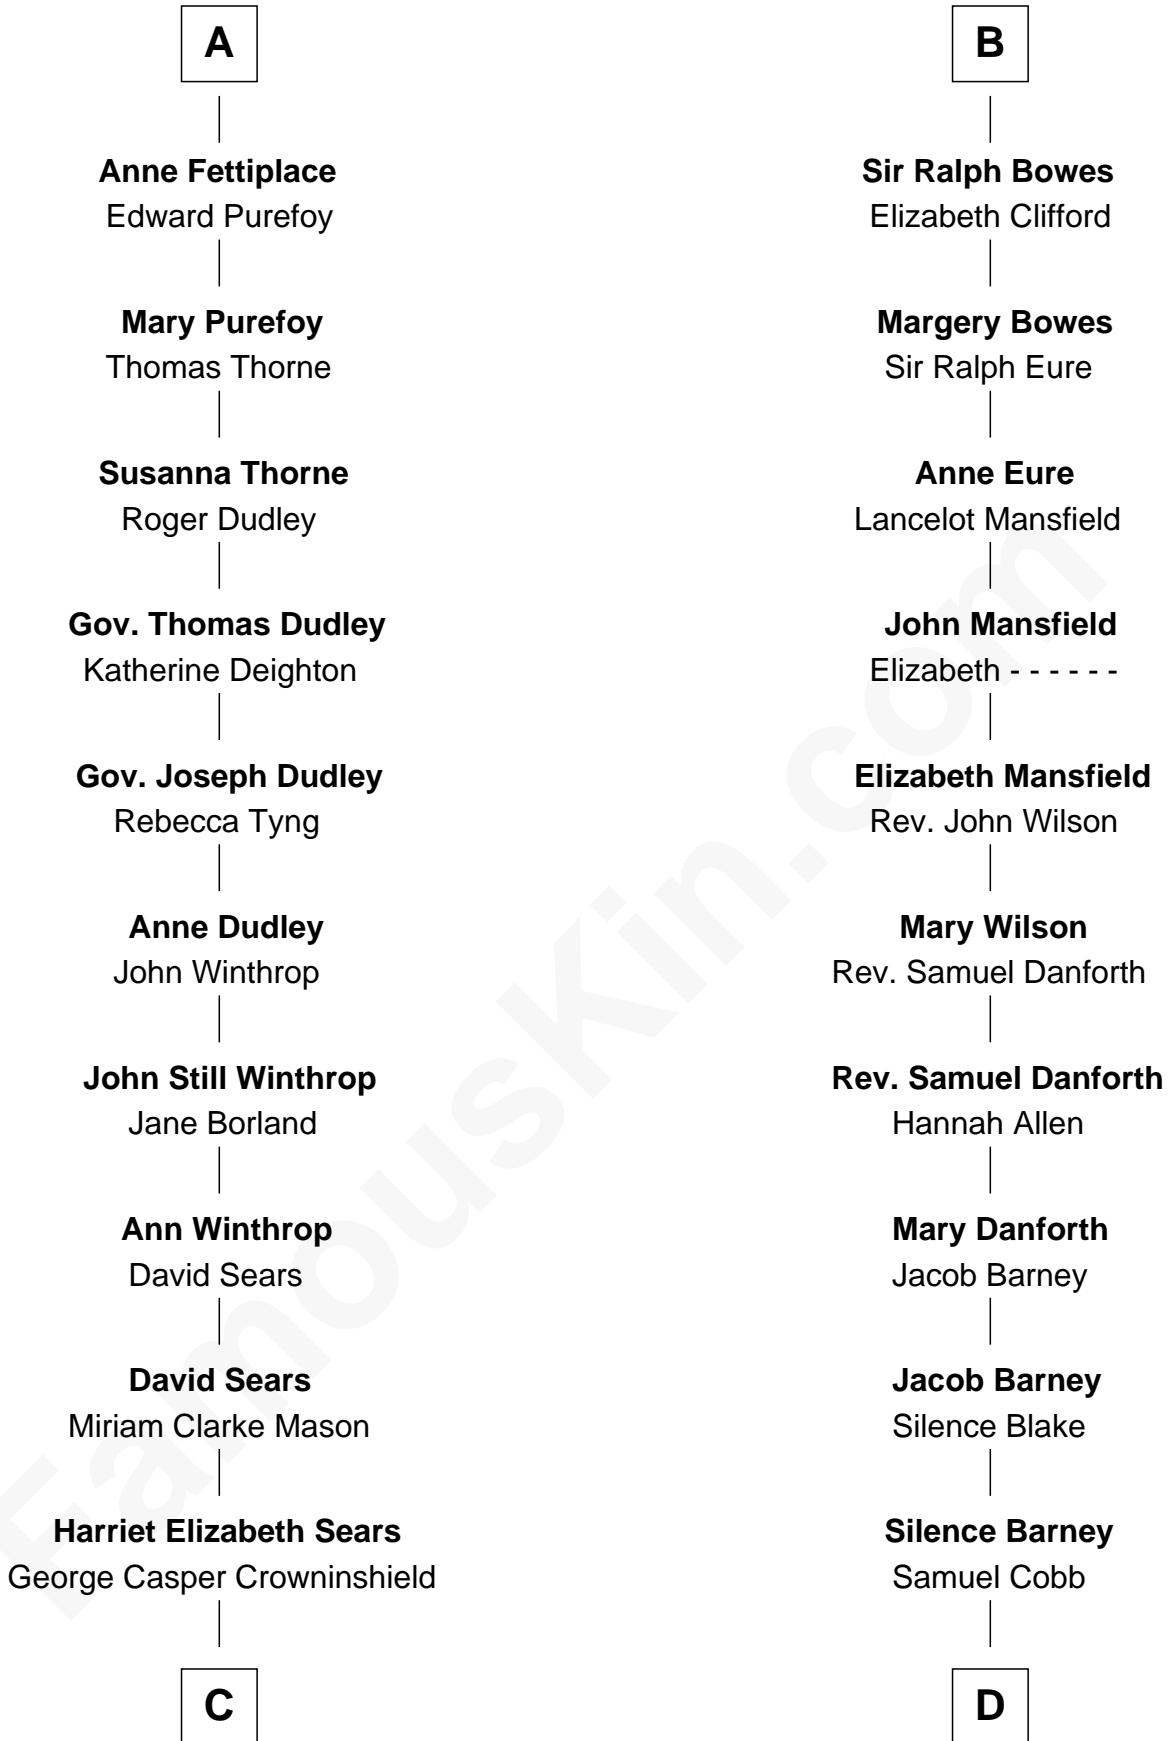 A
Anne Fettiplace
Edward Purefoy
Mary Purefoy
Thomas Thorne
Susanna Thorne
Roger Dudley
Gov. Thomas Dudley
Katherine Deighton
Gov. Joseph Dudley
Rebecca Tyng
Anne Dudley
John Winthrop
John Still Winthrop
Jane Borland
Ann Winthrop
David Sears
David Sears
Miriam Clarke Mason
Harriet Elizabeth Sears
George Casper Crowninshield
C
B
Sir Ralph Bowes
Elizabeth Clifford
Margery Bowes
Sir Ralph Eure
Anne Eure
Lancelot Mansfield
John Mansfield
Elizabeth - - - - - -
Elizabeth Mansfield
Rev. John Wilson
Mary Wilson
Rev. Samuel Danforth
Rev. Samuel Danforth
Hannah Allen
Mary Danforth
Jacob Barney
Jacob Barney
Silence Blake
Silence Barney
Samuel Cobb
D
FamousKin.com